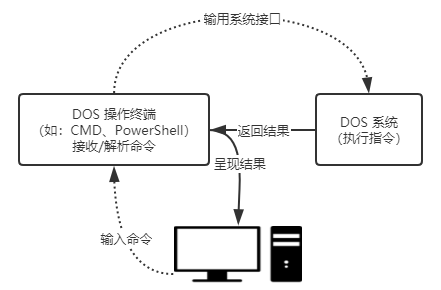 输用系统接口
DOS 操作终端
（如：CMD、PowerShell）
接收/解析命令
DOS 系统
(执行指令)
返回结果
呈现结果
输入命令